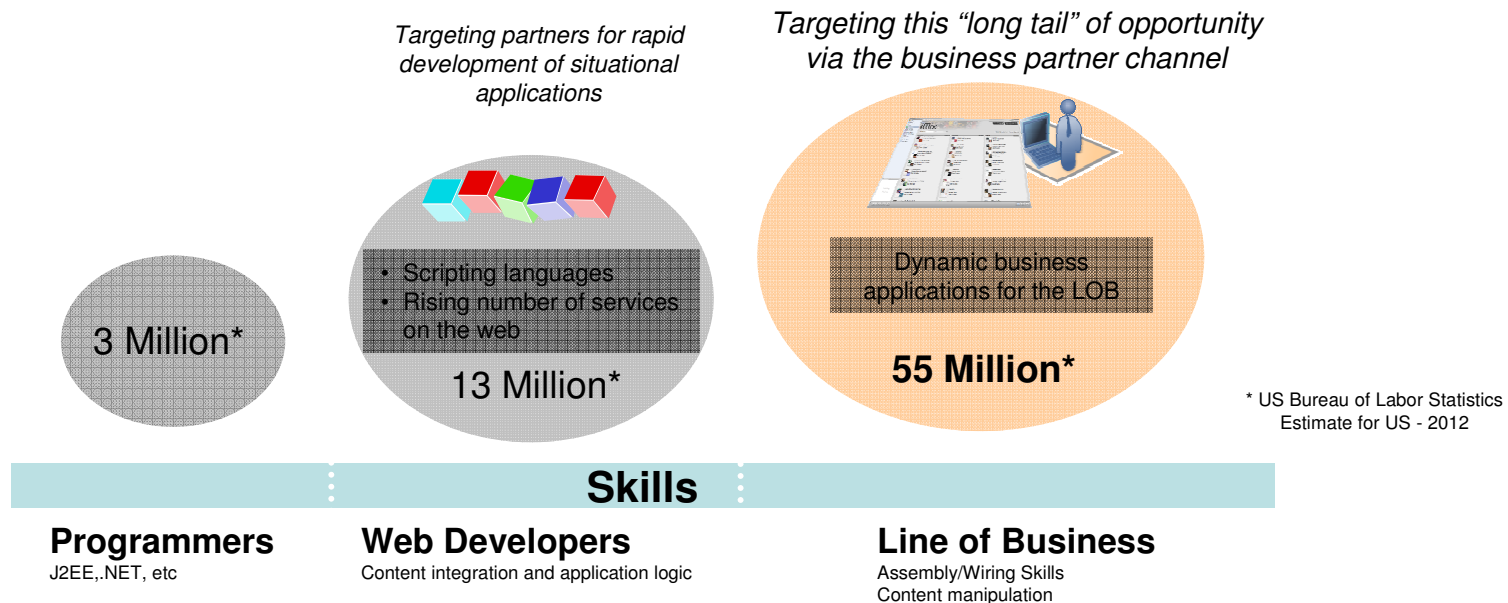 Targeting partners for rapid
development of situational
applications
Targeting this “long tail” of opportunity
via the business partner channel
3 Million*
• Scripting languages
• Rising number of services
on the web
13 Million*
Dynamic business
applications for the LOB
55 Million*
* US Bureau of Labor Statistics
Estimate for US - 2012
Skills
Programmers
J2EE,.NET, etc
Web Developers
Content integration and application logic
Line of Business
Assembly/Wiring Skills
Content manipulation